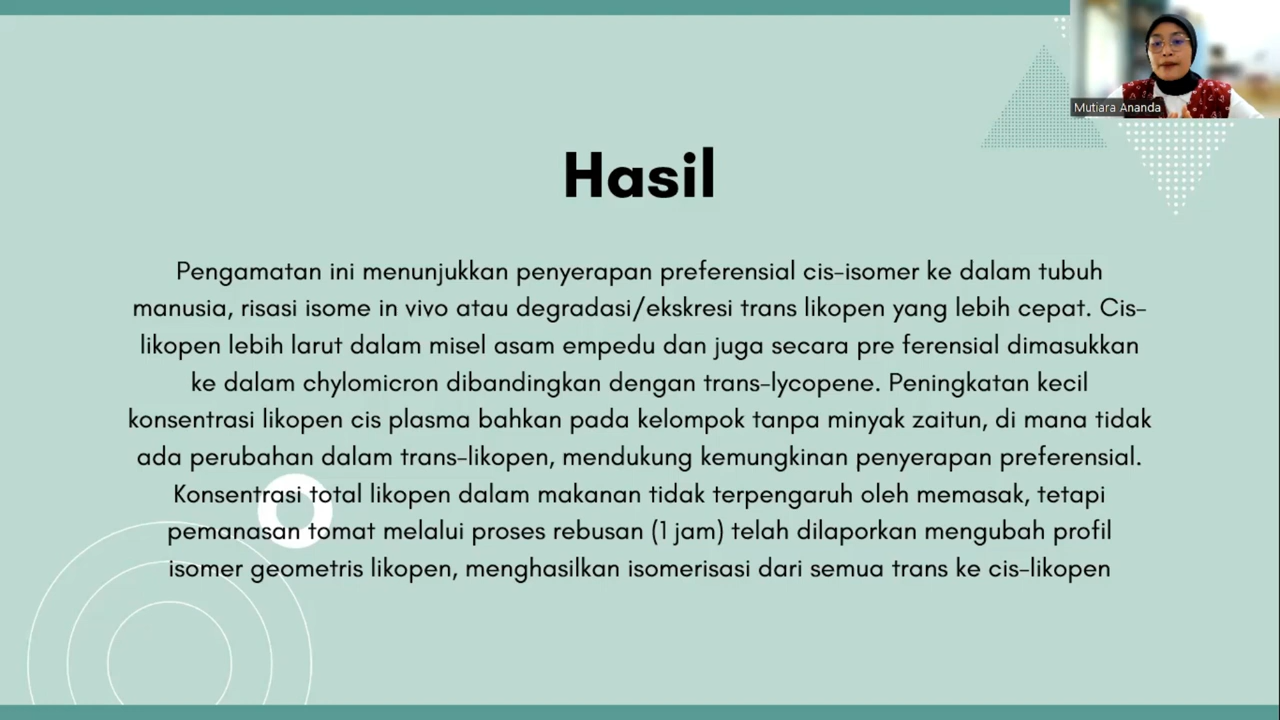 Mutiara Ananda
Hasil
Pengamatan ini menunjukkan penyerapan preferensial cis-isomer ke dalam tubuh
manusia, risasi isome in vivo atau degradasi/ekskresi trans likopen yang lebih cepat. Cis-
likopen lebih larut dalam misel asam empedu dan juga secara pre ferensial dimasukkan
ke dalam chylomicron dibandingkan dengan trans-lycopene. Peningkatan kecil
konsentrasi likopen cis plasma bahkan pada kelompok tanpa minyak zaitun, di mana tidak
ada perubahan dalam trans-likopen, mendukung kemungkinan penyerapan preferensial.
Konsentrasi total likopen dalam makanan tidak terpengaruh oleh memasak, tetapi
pemanasan tomat melalui proses rebusan (1 jam) telah dilaporkan mengubah profil
isomer geometris likopen, menghasilkan isomerisasi dari semua trans ke cis-likopen